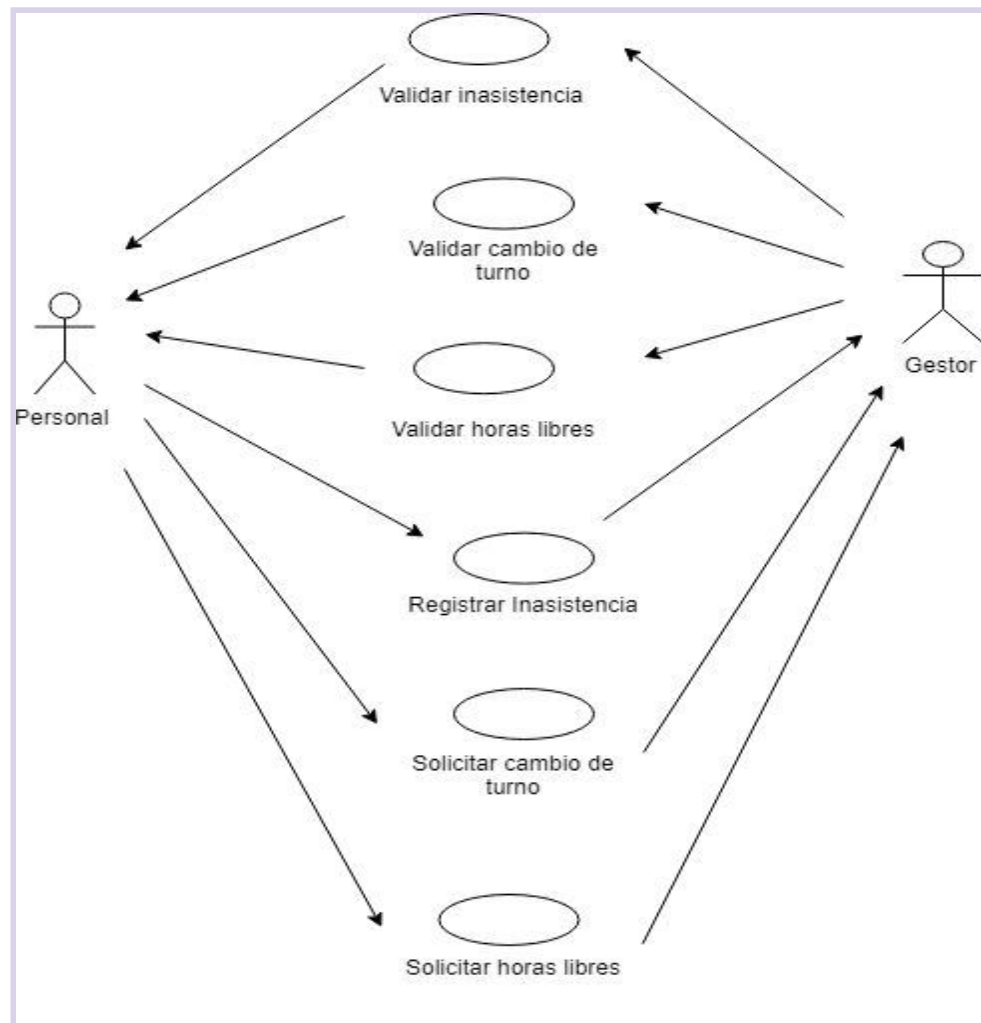 Validar inasistencia
Validar cambio de
turno
Gestor
Personal
Validar horas libres
Registrar Inasistencia
Solicitar cambio de
turno
Solicitar horas libres